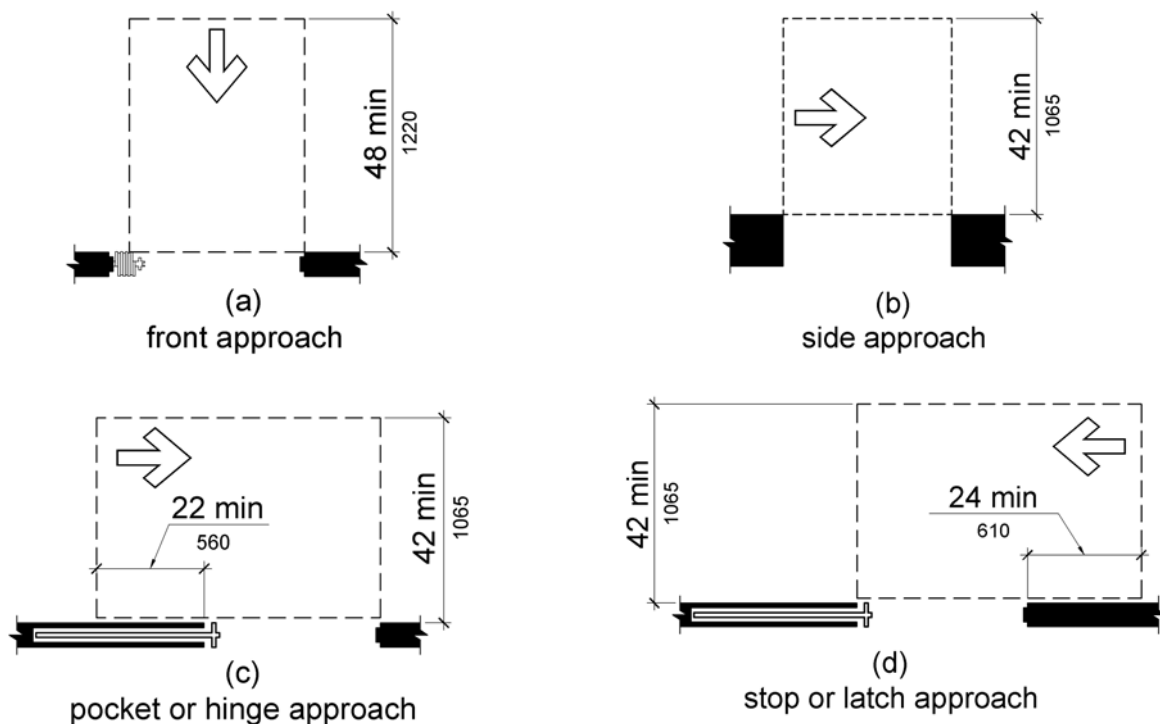 48 min
1220
(a)
front approach
42 min
1065
(b)
side approach
22 min
560
42 min
1065
(c)
pocket or hinge approach
42 min
1065
24 min
610
(d)
stop or latch approach